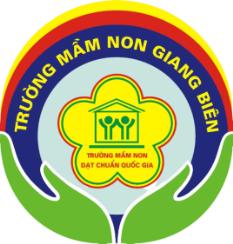 TRƯỜNG MẦM NON GIANG BIÊN
TRƯỜNG MẦM NON
ĐẠT CHUẨN QUỐC GIA